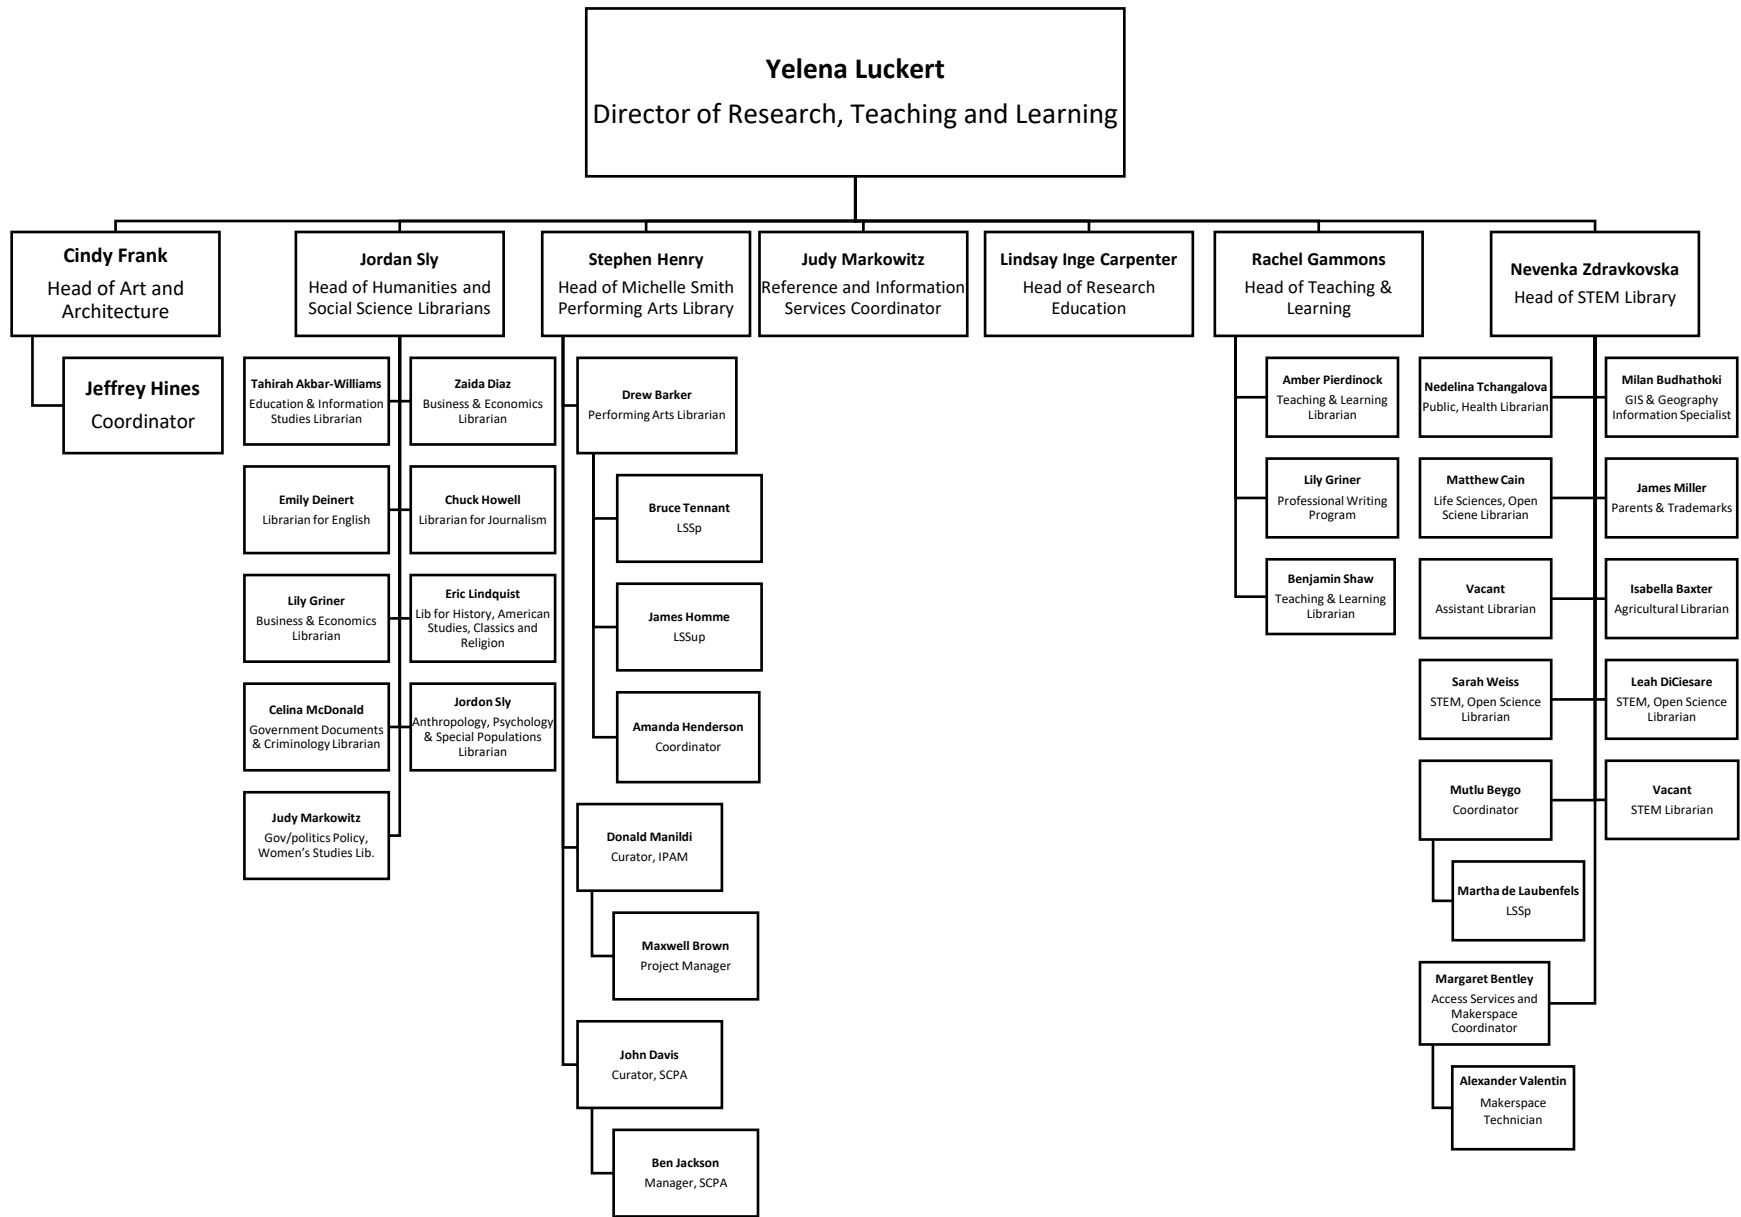 Yelena Luckert
Director of Research, Teaching and Learning
Cindy Frank
Head of Art and
Architecture
Jeffrey Hines
Coordinator
Jordan Sly
Head of Humanities and
Social Science Librarians
Tahirah Akbar-Williams
Education & Information
Studies Librarian
Zaida Diaz
Business & Economics
Librarian
Emily Deinert
Librarian for English
Chuck Howell
Librarian for Journalism
Lily Griner
Business & Economics
Librarian
Eric Lindquist
Lib for History, American
Studies, Classics and
Religion
Celina McDonald
Government Documents
& Criminology Librarian
Jordon Sly
Anthropology, Psychology
& Special Populations
Librarian
Judy Markowitz
Gov/politics Policy,
Women’s Studies Lib.
Stephen Henry
Head of Michelle Smith
Performing Arts Library
Drew Barker
Performing Arts Librarian
Bruce Tennant
LSSp
James Homme
LSSup
Amanda Henderson
Coordinator
Donald Manildi
Curator, IPAM
Maxwell Brown
Project Manager
John Davis
Curator, SCPA
Ben Jackson
Manager, SCPA
Judy Markowitz
Reference and Information
Services Coordinator
Lindsay Inge Carpenter
Head of Research
Education
Rachel Gammons
Head of Teaching &
Learning
Amber Pierdinock
Teaching & Learning
Librarian
Lily Griner
Professional Writing
Program
Benjamin Shaw
Teaching & Learning
Librarian
Nevenka Zdravkovska
Head of STEM Library
Nedelina Tchangalova
Public, Health Librarian
Milan Budhathoki
GIS & Geography
Information Specialist
Matthew Cain
Life Sciences, Open
Sciene Librarian
James Miller
Parents & Trademarks
Vacant
Assistant Librarian
Isabella Baxter
Agricultural Librarian
Sarah Weiss
STEM, Open Science
Librarian
Leah DiCiesare
STEM, Open Science
Librarian
Mutlu Beygo
Coordinator
Vacant
STEM Librarian
Martha de Laubenfels
LSSp
Margaret Bentley
Access Services and
Makerspace
Coordinator
Alexander Valentin
Makerspace
Technician